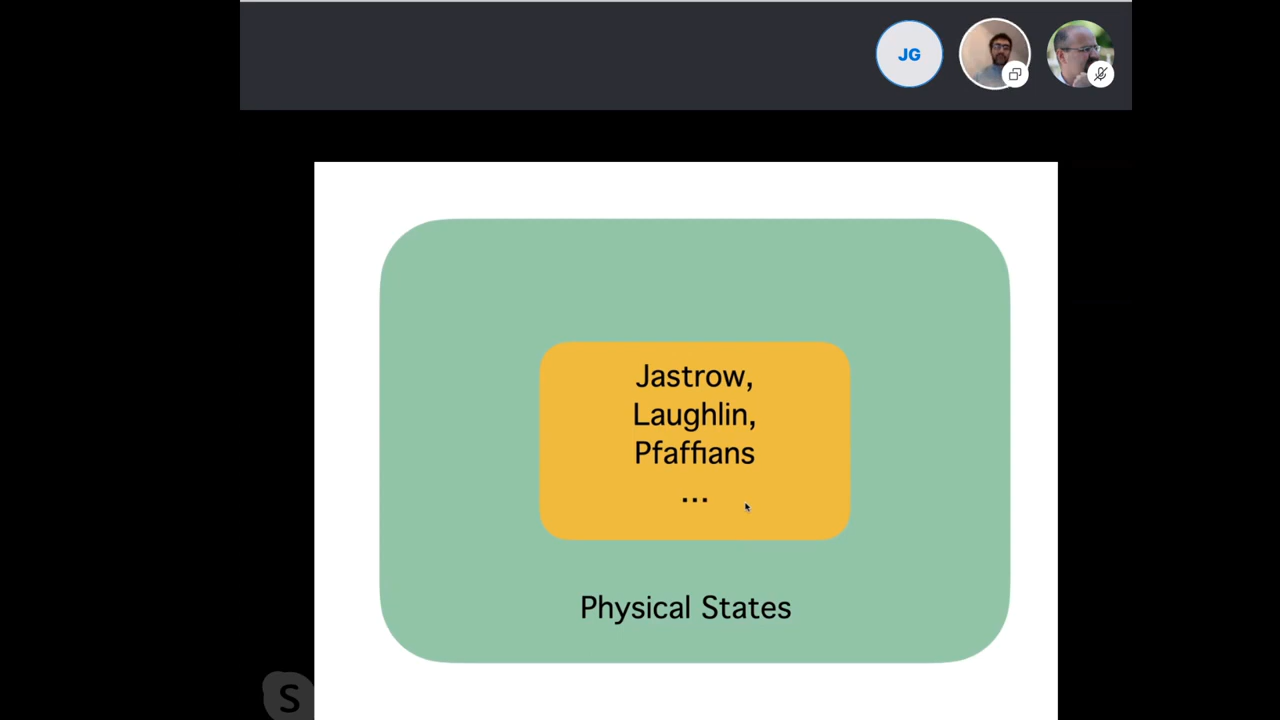 JG
Jastrow,
Laughlin,
Pfaffians
...
Physical States
S